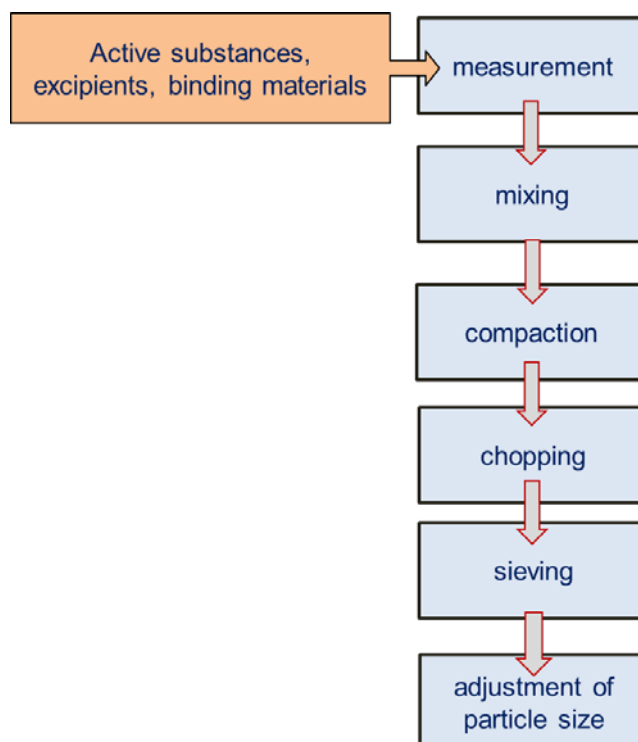 Active substances,
excipients, binding materials
measurement
mixing
compaction
chopping
sieving
adjustment of
particle size